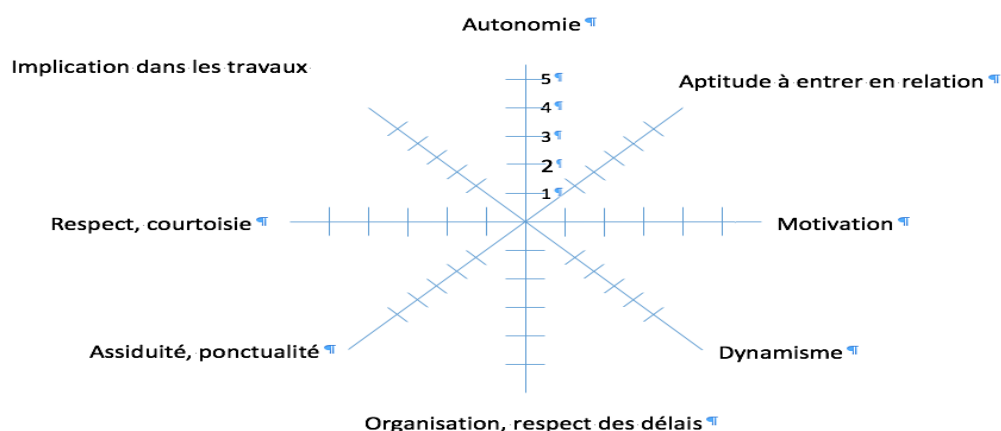 Autonomie ¶
Implication dans les travaux
5 ¶
Aptitude à entrer en relation ¶
4 ¶
3 ¶
2 ¶
1 ¶
Respect, courtoisie ¶
Motivation ¶
Assiduité, ponctualité ¶
Dynamisme ¶
Organisation, respect des délais ¶